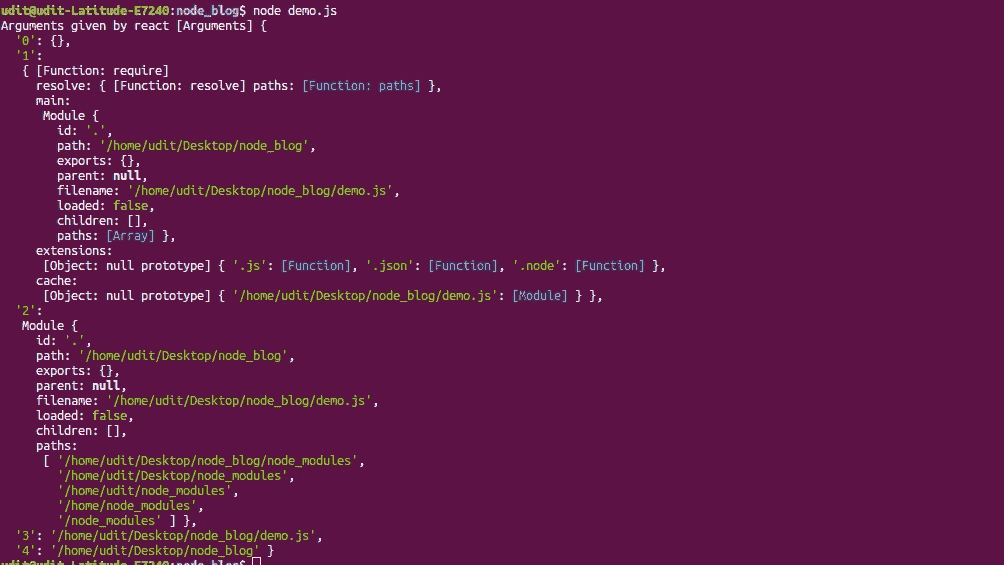 udit@udit-Latitude-E7240:node_blog$ node demo.js
Arguments given by react [Arguments] {
  '0': {},
  '1':
   { [Function: require]
     resolve: { [Function: resolve] paths: [Function: paths] },
     main:
      Module {
        id: '.',
        path: '/home/udit/Desktop/node_blog',
        exports: {},
        parent: null,
        filename: '/home/udit/Desktop/node_blog/demo.js',
        loaded: false,
        children: [],
        paths: [Array] },
     extensions:
      [Object: null prototype] { '.js': [Function], '.json': [Function], '.node': [Function] },
     cache:
      [Object: null prototype] { '/home/udit/Desktop/node_blog/demo.js': [Module] } },
  '2':
   Module {
     id: '.',
     path: '/home/udit/Desktop/node_blog',
     exports: {},
     parent: null,
     filename: '/home/udit/Desktop/node_blog/demo.js',
     loaded: false,
     children: [],
     paths:
      [ '/home/udit/Desktop/node_blog/node_modules',
        '/home/udit/Desktop/node_modules',
        '/home/udit/node_modules',
        '/home/node_modules',
        '/node_modules' ] },
  '3': '/home/udit/Desktop/node_blog/demo.js',
  '4': '/home/udit/Desktop/node_blog' }
udit@udit-Latitude-E7240:node_blog$